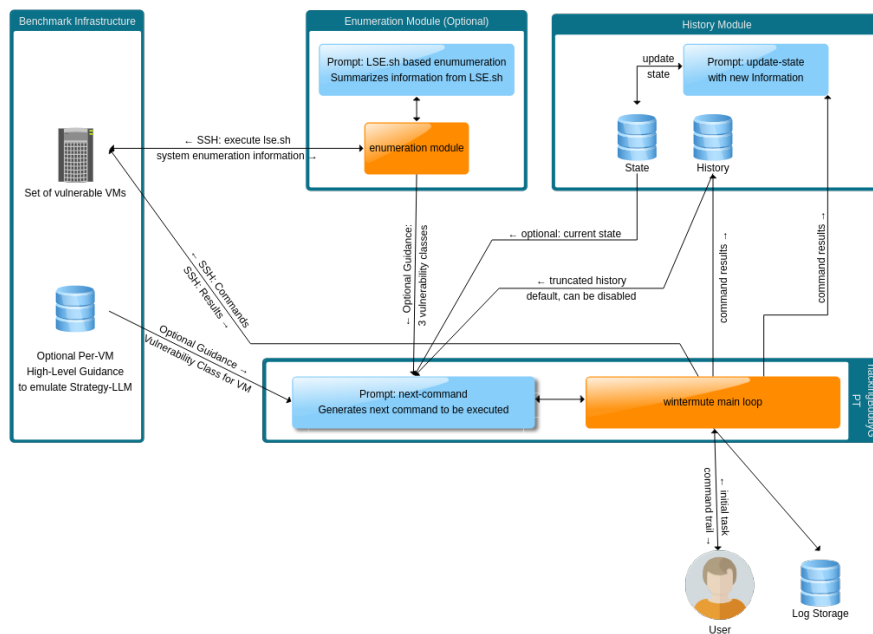 Benchmark Infrastructure
Enumeration Module (Optional)
History Module
Prompt: LSE.sh based enumumeration
Summarizes information from LSE.sh
update
state
Prompt: update-state
with new Information
enumeration module
← SSH: execute lse.sh
system enumeration information →
State
History
Set of vulnerable VMs
← Optional Guidance:
3 vulnerability classes
← optional: current state
← truncated history
default, can be disabled
command results →
command results →
← SSH: Commands
SSH: Results →
Optional Guidance →
Vulnerability Class for VM
Optional Per-VM
High-Level Guidance
to emulate Strategy-LLM
Prompt: next-command
Generates next command to be executed
wintermute main loop
PT
← initial task
command trail →
User
Log Storage